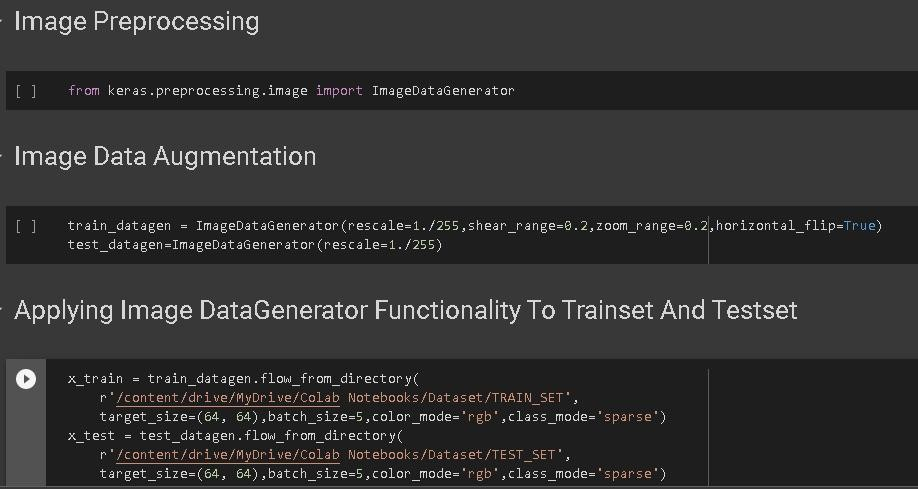 Image Preprocessing
[ ] from keras.preprocessing.image import ImageDataGenerator
Image Data Augmentation
[ ] train_datagen = ImageDataGenerator(rescale=1./255,shear_range=0.2,zoom_range=0.2,horizontal_flip=True)
test_datagen=ImageDataGenerator(rescale=1./255)
Applying Image DataGenerator Functionality To Trainset And Testset
x_train = train_datagen.flow_from_directory(
r'/content/drive/MyDrive/Colab Notebooks/Dataset/TRAIN_SET',
target_size=(64, 64),batch_size=5,color_mode='rgb',class_mode='sparse')
x_test = test_datagen.flow_from_directory(
r'/content/drive/MyDrive/Colab Notebooks/Dataset/TEST_SET',
target_size=(64, 64),batch_size=5,color_mode='rgb',class_mode='sparse')